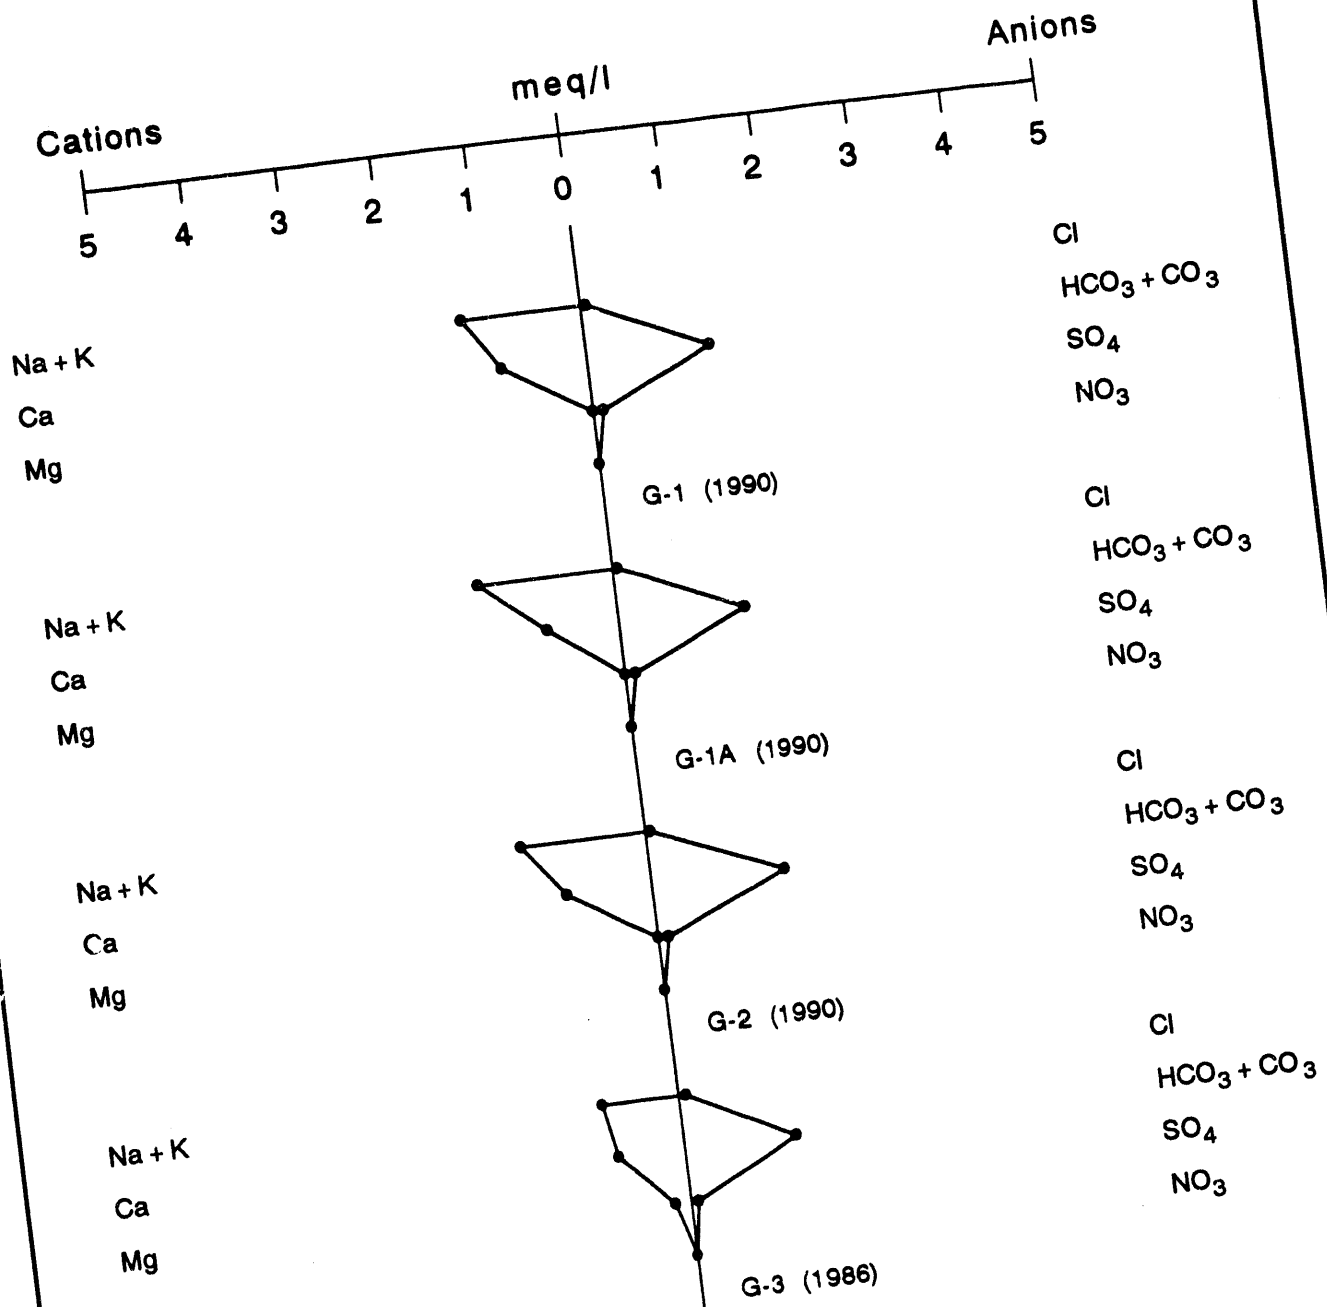 Anions
meq/l
Cations
5 4 3 2 1 0 1 2 3 4 5
Cl
HCO3 + CO3
Na + K
SO4
Ca
NO3
Mg
G-1 (1990)
Cl
HCO3 + CO3
Na + K
SO4
Ca
NO3
Mg
G-1A (1990)
Cl
HCO3 + CO3
Na + K
SO4
Ca
NO3
Mg
G-2 (1990)
Cl
HCO3 + CO3
Na + K
SO4
Ca
NO3
Mg
G-3 (1986)